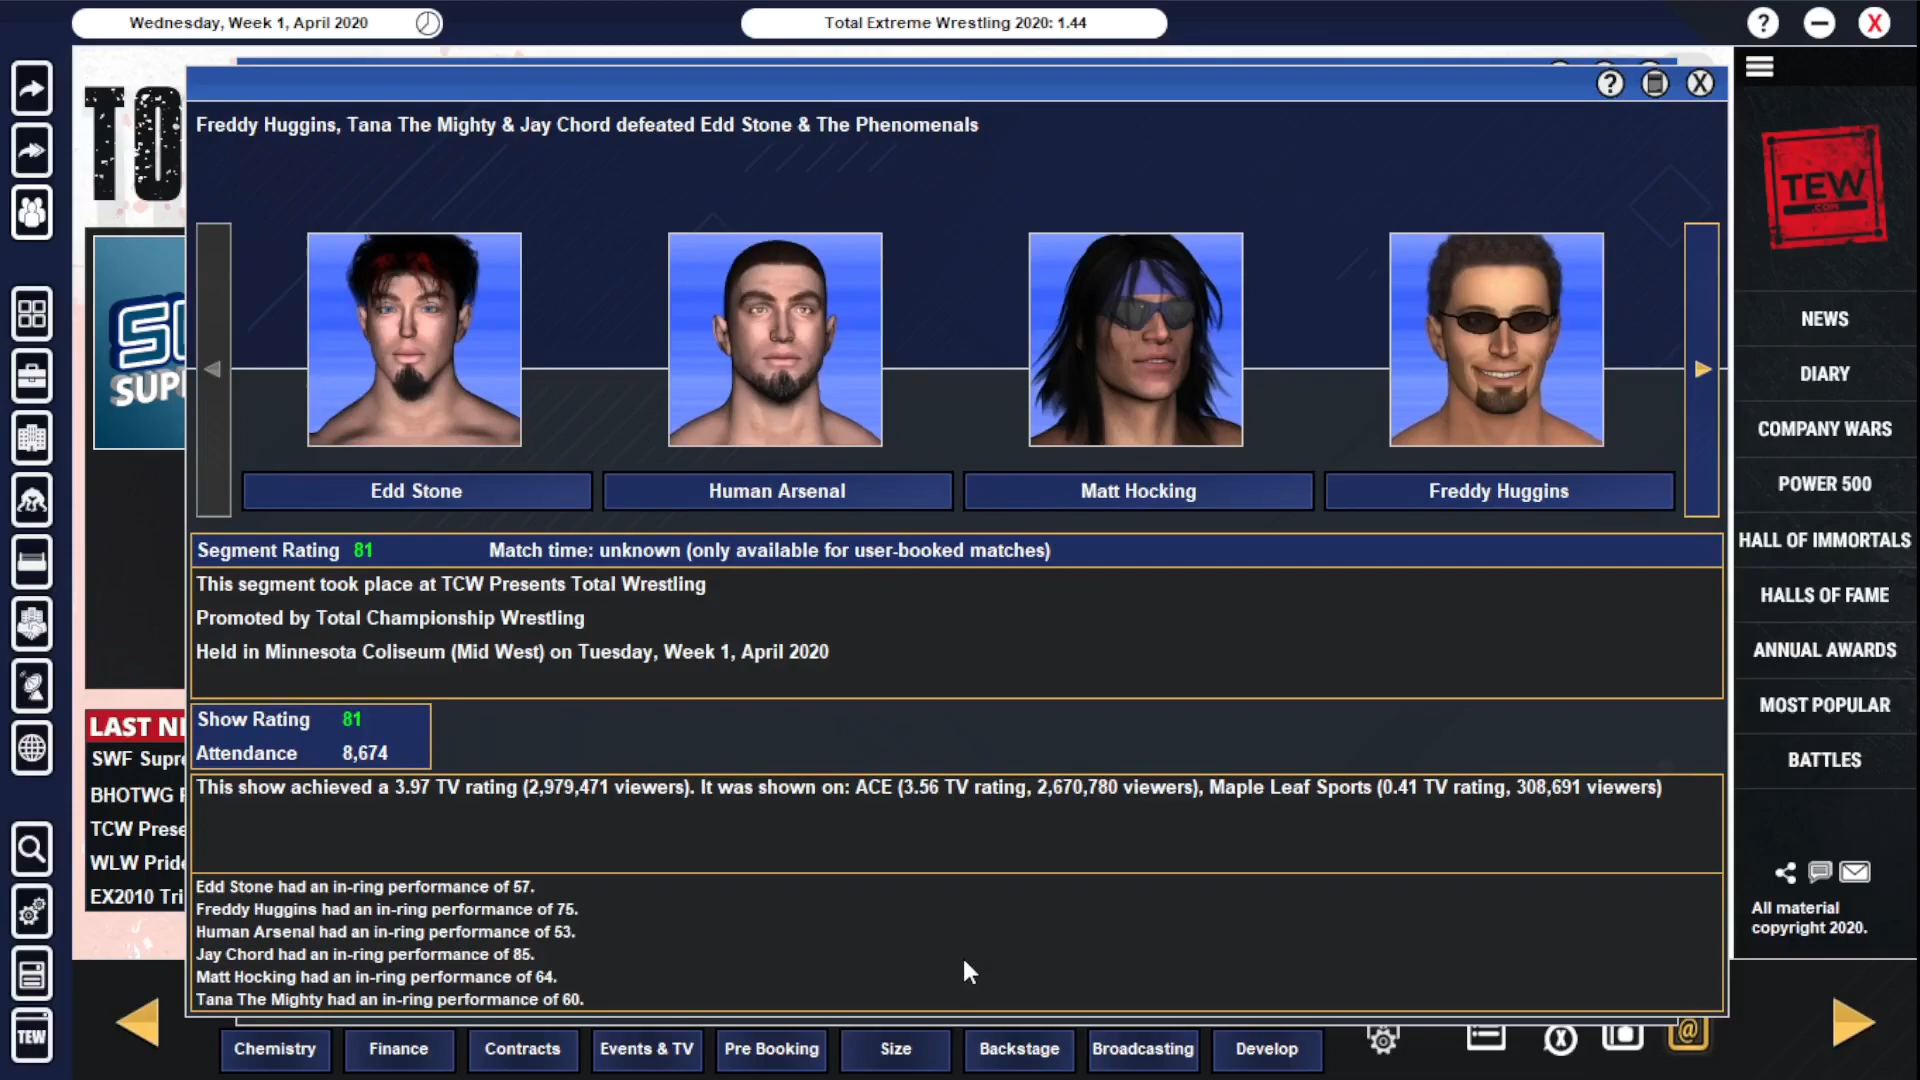 Wednesday, Week 1, April 2020
Total Extreme Wrestling 2020: 1.44
Freddy Huggins, Tana The Mighty & Jay Chord defeated Edd Stone & The Phenomenals
Edd Stone
Human Arsenal
Matt Hocking
Freddy Huggins
Segment Rating 81
Match time: unknown (only available for user-booked matches)
This segment took place at TCW Presents Total Wrestling
Promoted by Total Championship Wrestling
Held in Minnesota Coliseum (Mid West) on Tuesday, Week 1, April 2020
Show Rating 81
Attendance 8,674
This show achieved a 3.97 TV rating (2,979,471 viewers). It was shown on: ACE (3.56 TV rating, 2,670,780 viewers), Maple Leaf Sports (0.41 TV rating, 308,691 viewers)
Edd Stone had an in-ring performance of 57.
Freddy Huggins had an in-ring performance of 75.
Human Arsenal had an in-ring performance of 53.
Jay Chord had an in-ring performance of 85.
Matt Hocking had an in-ring performance of 64.
Tana The Mighty had an in-ring performance of 60.
LAST NI
SWF Supre
BHOTWG
TCW Prese
WLW Pride
EX2010 Tri
TEW
Chemistry
Finance
Contracts
Events & TV
Pre Booking
Size
Backstage
Broadcasting
Develop
TEW
.COM
NEWS
DIARY
COMPANY WARS
POWER 500
HALL OF IMMORTALS
HALLS OF FAME
ANNUAL AWARDS
MOST POPULAR
BATTLES
All material
copyright 2020.